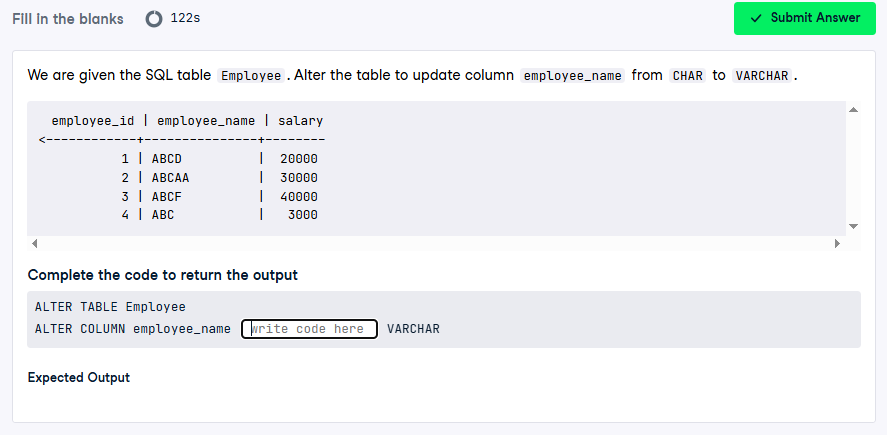 Fill in the blanks 122s Submit Answer
We are given the SQL table Employee. Alter the table to update column employee_name from CHAR to VARCHAR.
employee_id | employee_name | salary
<------------+---------------+--------
1 | ABCD | 20000
2 | ABCAA | 30000
3 | ABCF | 40000
4 | ABC | 3000
Complete the code to return the output
ALTER TABLE Employee
ALTER COLUMN employee_name write code here VARCHAR
Expected Output